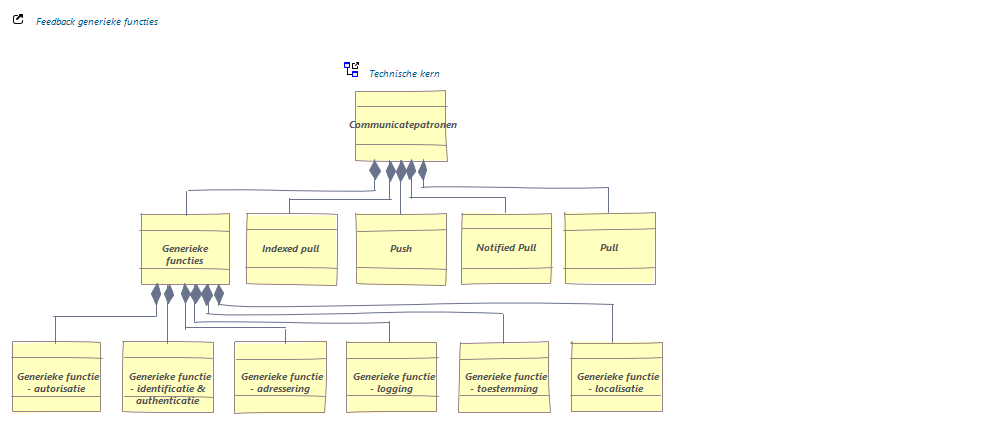 Feedback generieke functies
Technische kern
Communicatepatronen
Generieke
functies
Indexed pull
Push
Notified Pull
Pull
Generieke functie
- autorisatie
Generieke functie
- identificatie &
authenticatie
Generieke functie
- adressering
Generieke functie
- logging
Generieke functie
- toestemming
Generieke functie
- localisatie